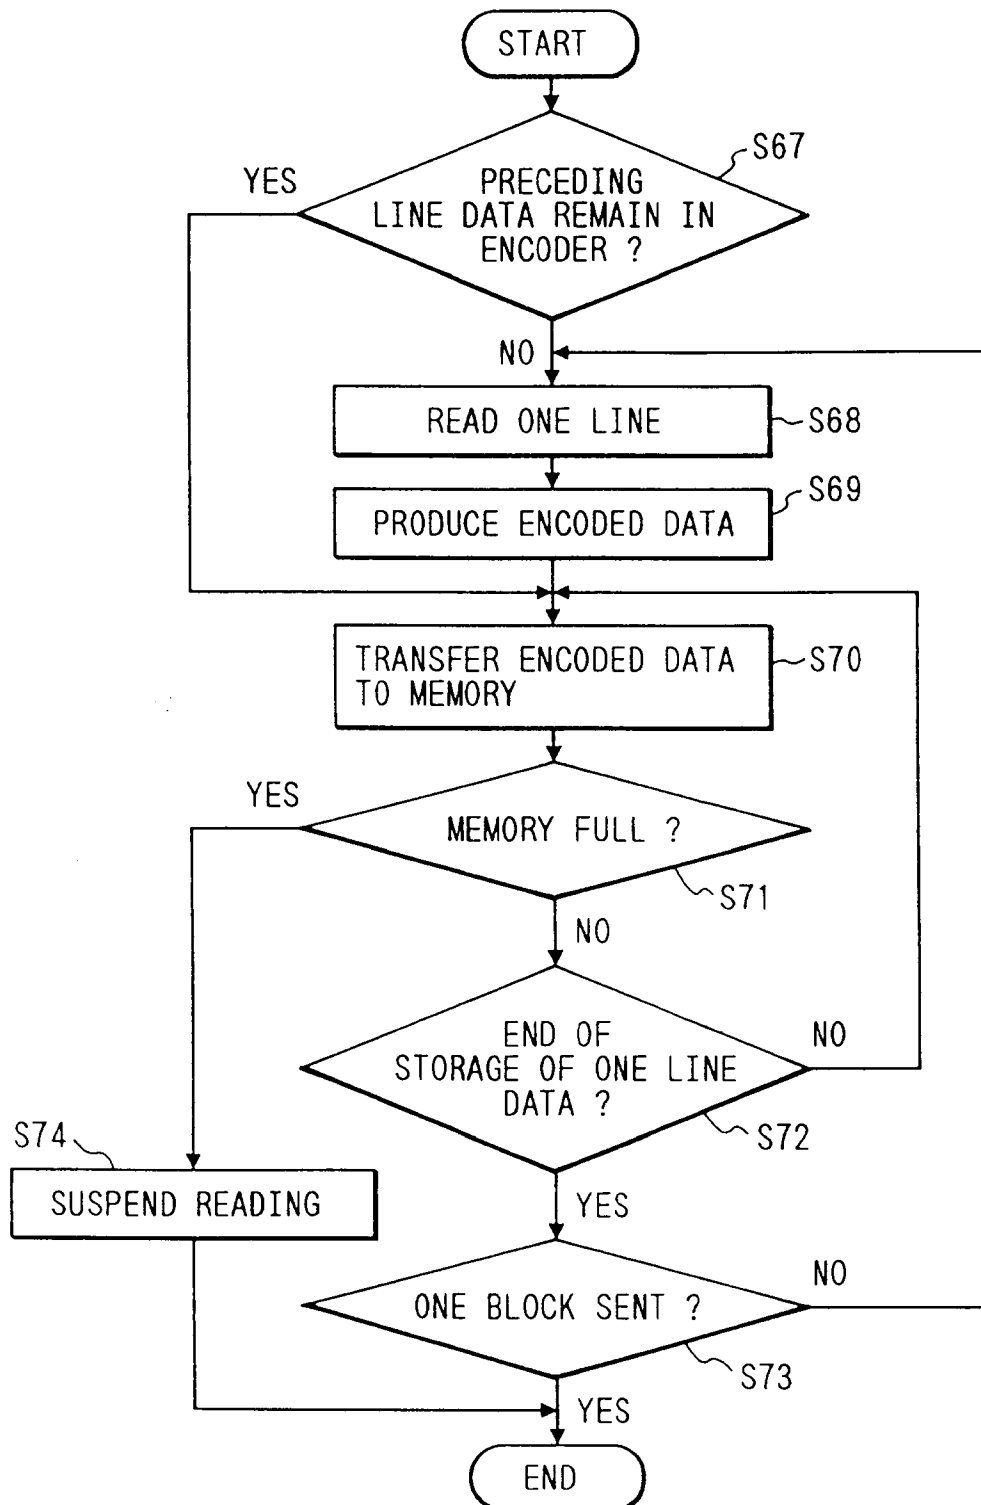 START
S67
YES
PRECEDING
LINE DATA REMAIN IN
ENCODER ?
NO
READ ONE LINE
S68
S69
PRODUCE ENCODED DATA
TRANSFER ENCODED DATA
TO MEMORY
S70
YES
MEMORY FULL ?
S71
NO
END OF
STORAGE OF ONE LINE
DATA ?
NO
S72
S74
SUSPEND READING
YES
ONE BLOCK SENT ?
NO
S73
YES
END